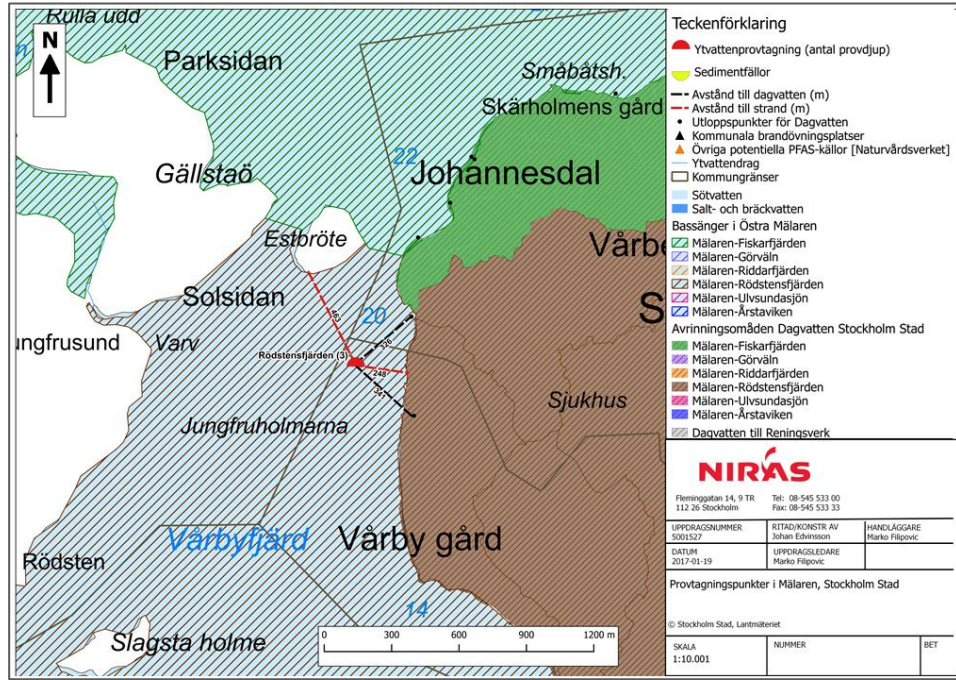 Rulla udd
N
Parksidan
Småbåtsh.
Skärholmens gård
22
Johannesdal
Gällstaö
Estbröte
Solsidan
20
463
326
Rödstensfjärden (3)
248
ungfrusund
Varv
Sjukhus
Jungfruholmarna
Vårbyfjärd
Vårby gård
Rödsten
14
Slagsta holme
0 300 600 900 1200 m
Teckenförklaring
Ytvattenprovtagning (antal provdjup)
Sedimentfällor
Avstånd till dagvatten (m)
Avstånd till strand (m)
Utloppspunkter för Dagvatten
Kommunala brandövningsplatser
Övriga potentiella PFAS-källor [Naturvårdsverket]
Ytvattendrag
Kommungränser
Sötvatten
Salt- och bräckvatten
Bassänger i Östra Mälaren
Mälaren-Fiskarfjärden
Mälaren-Görväln
Mälaren-Riddarfjärden
Mälaren-Rödstensfjärden
Mälaren-Ulvsundasjön
Mälaren-Årstaviken
Avrinningsområden Dagvatten Stockholm Stad
Mälaren-Fiskarfjärden
Mälaren-Görväln
Mälaren-Riddarfjärden
Mälaren-Rödstensfjärden
Mälaren-Ulvsundasjön
Mälaren-Årstaviken
Dagvatten till Reningsverk
NIRÁS
Fleminggatan 14, 9 TR Tel: 08-545 533 00
112 26 Stockholm Fax: 08-545 533 33
UPPDRAGSNUMMER RITAD/KONSTR AV HANDLÄGGARE
5001527 Johan Edvinsson Marko Filipovic
DATUM UPPDRAGSLEDARE
2017-01-19 Marko Filipovic
Provtagningspunkter i Mälaren, Stockholm Stad
© Stockholm Stad, Lantmäteriet
SKALA NUMMER BET
1:10.001